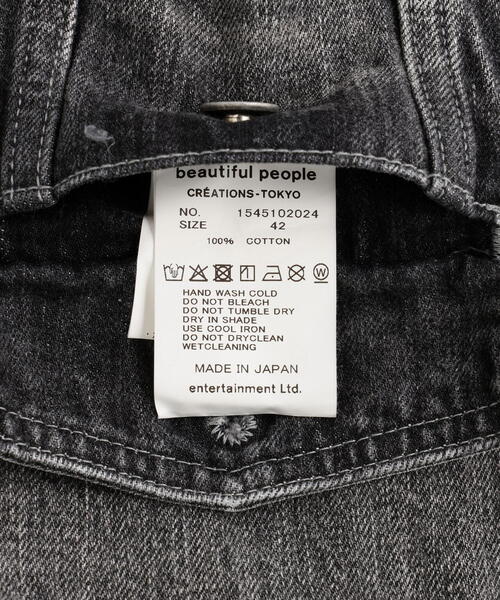 beautiful people
CRÉATIONS-TOKYO
NO. 1545102024
SIZE 42
100% COTTON
W
HAND WASH COLD
DO NOT BLEACH
DO NOT TUMBLE DRY
DRY IN SHADE
USE COOL IRON
DO NOT DRYCLEAN
WETCLEANING
MADE IN JAPAN
entertainment Ltd.